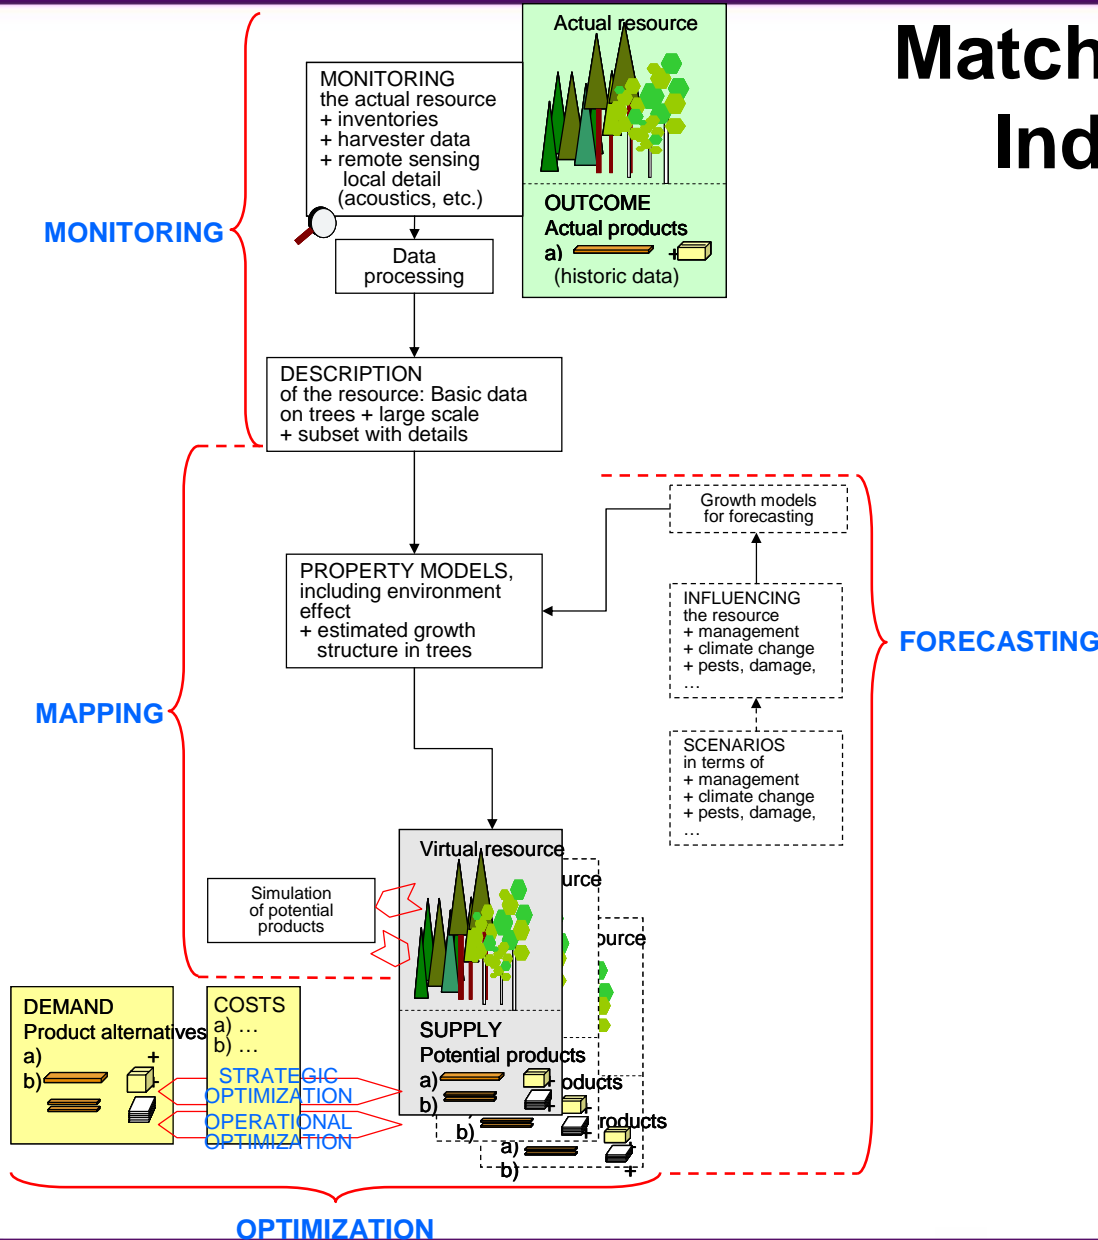 Match
Ind
Actual resource
MONITORING
the actual resource
+ inventories
+ harvester data
+ remote sensing
local detail
(acoustics, etc.)
OUTCOME
Actual products
a) +
(historic data)
MONITORING
Data
processing
DESCRIPTION
of the resource: Basic data
on trees + large scale
+ subset with details
Growth models
for forecasting
PROPERTY MODELS,
including environment
effect
+ estimated growth
structure in trees
INFLUENCING
the resource
+ management
+ climate change
+ pests, damage,
…
FORECASTING
MAPPING
SCENARIOS
in terms of
+ management
+ climate change
+ pests, damage,
…
Virtual resource
urce
ource
Simulation
of potential
products
DEMAND
Product alternatives
a) +
b) +
COSTS
a) …
b) …
SUPPLY
Potential products
a) +
b) +
oducts
+
b) +
roducts
a) +
b) +
STRATEGIC
OPTIMIZATION
OPERATIONAL
OPTIMIZATION
OPTIMIZATION